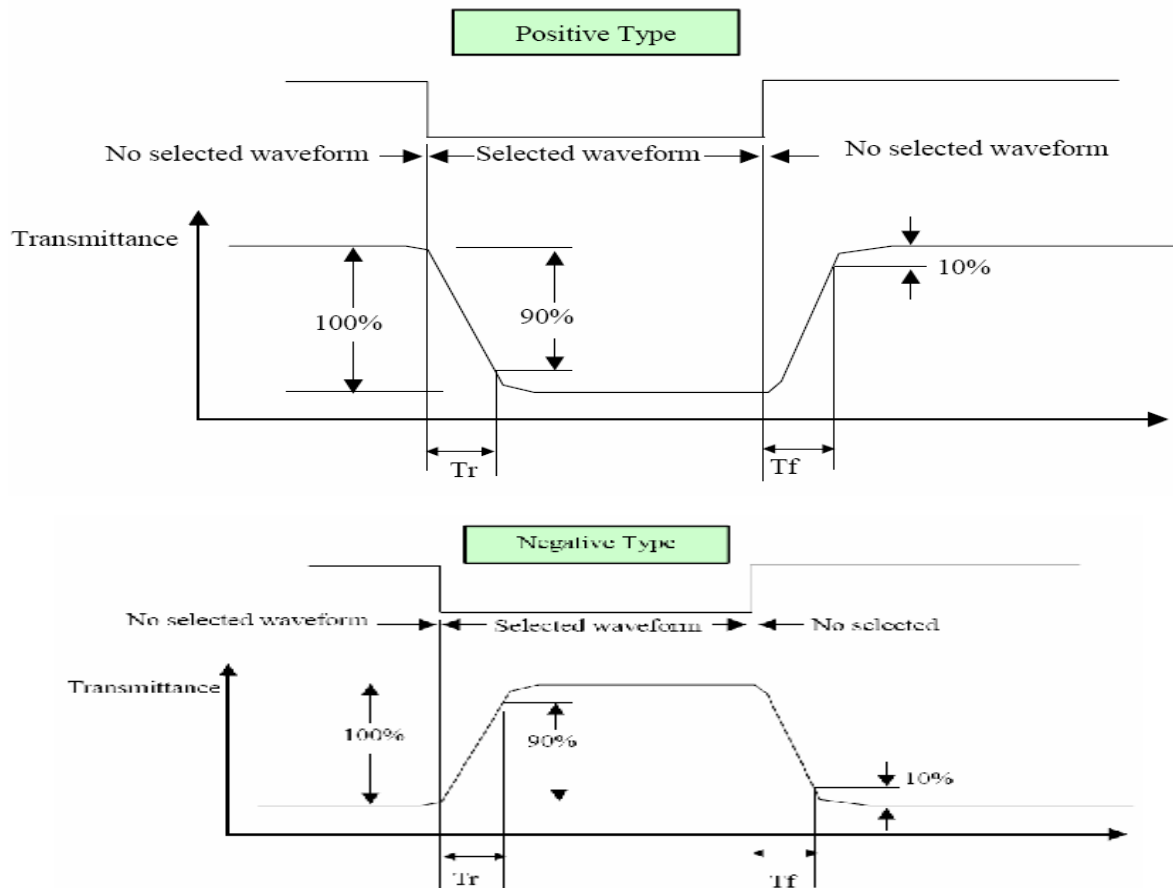 Positive Type
No selected waveform
Selected waveform
No selected waveform
Transmittance
10%
100%
90%
Tr
Tf
Negative Type
No selected waveform
Selected waveform
No selected
Transmittance
100%
90%
10%
Tr
Tf